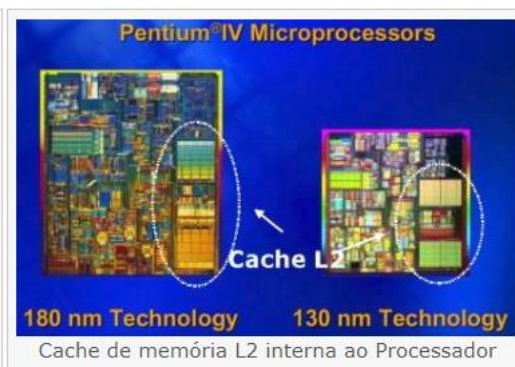 Pentium®IV Microprocessors
Cache L2
180 nm Technology
130 nm Technology
Cache de memória L2 interna ao Processador